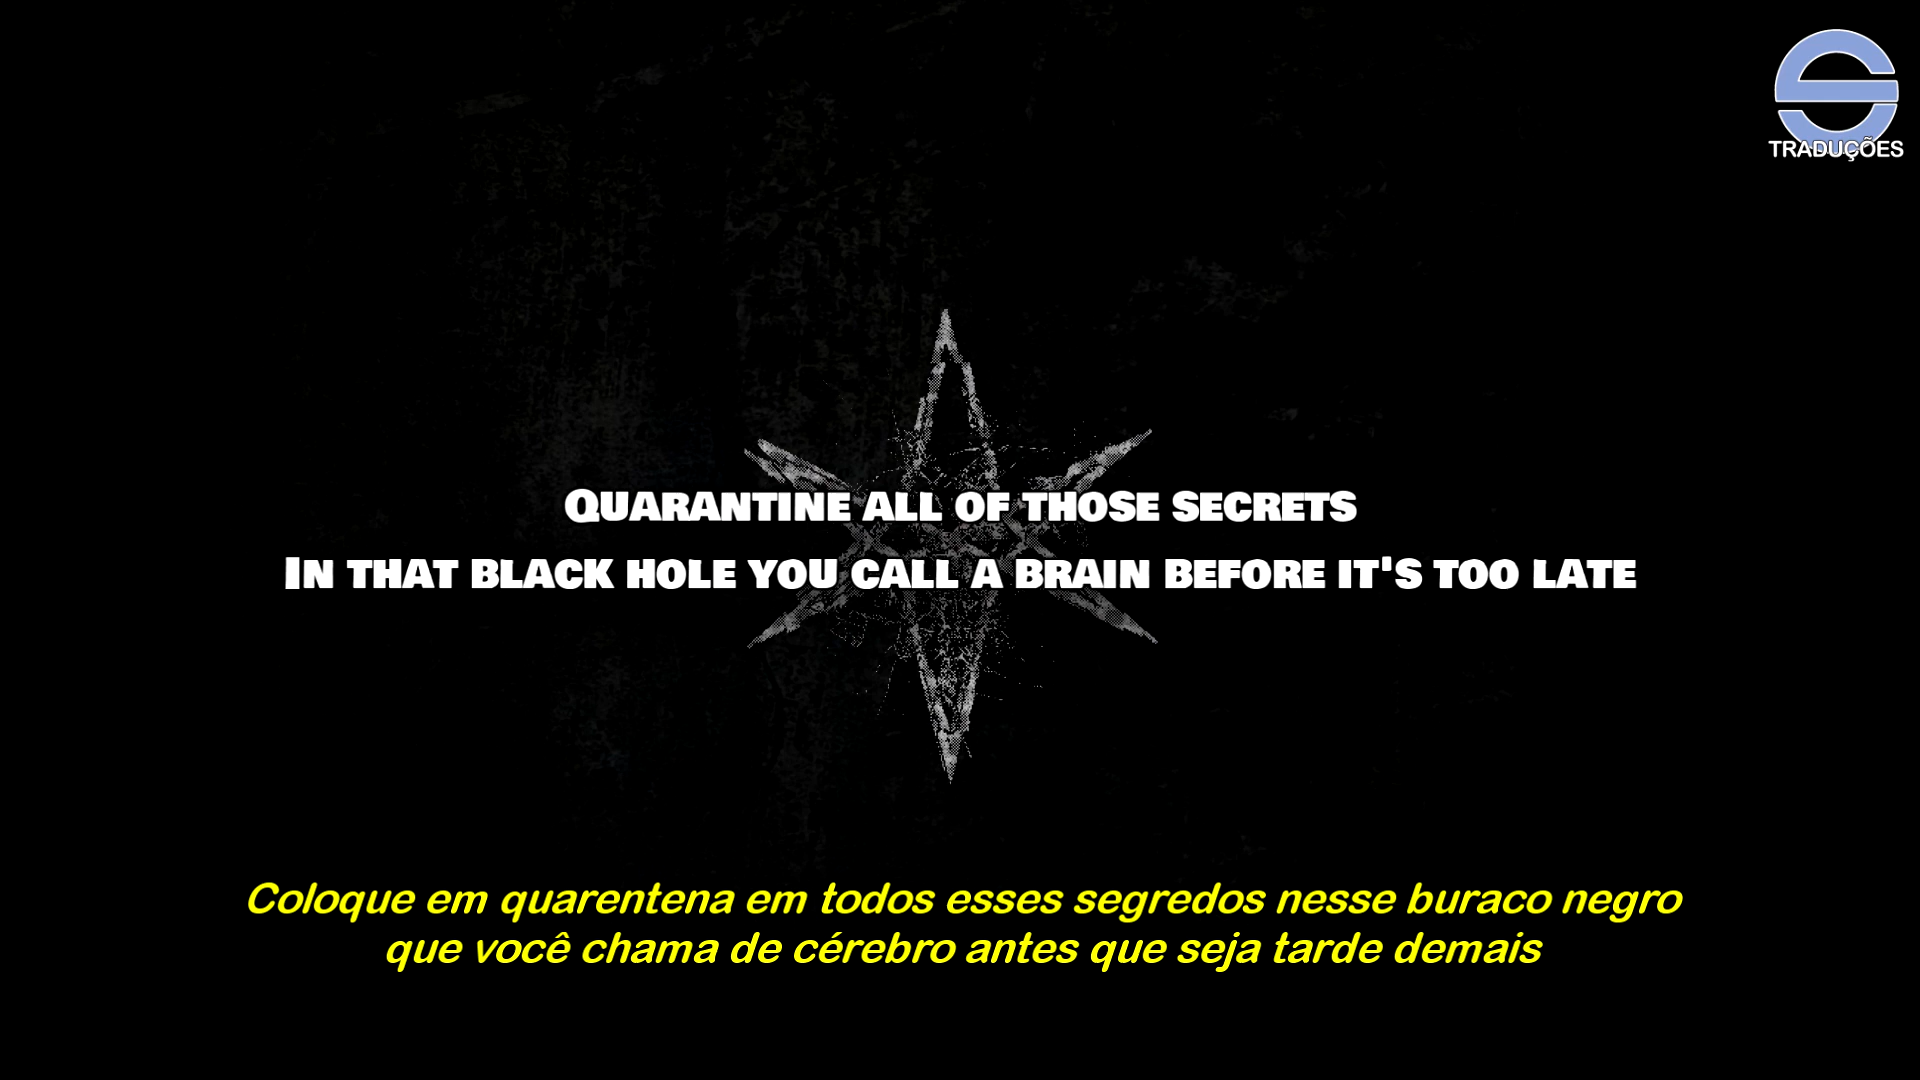 TRADUÇÕES
Quarantine all of those secrets
In that black hole you call a brain before it's too late
Coloque em quarentena em todos esses segredos nesse buraco negro
que você chama de cérebro antes que seja tarde demais